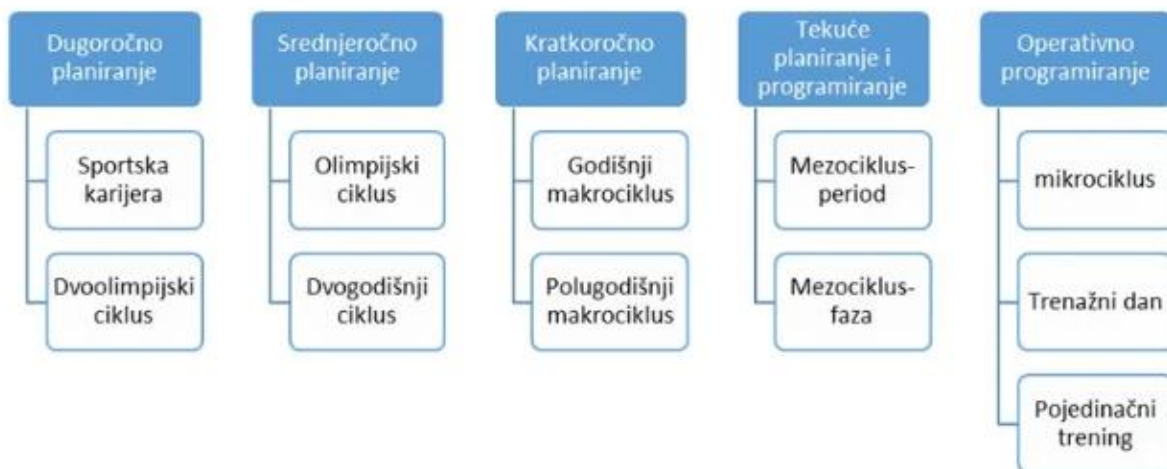 Dugoročno
planiranje
Sportska
karijera
Dvoolimpijski
ciklus
Srednjeročno
planiranje
Olimpijski
ciklus
Dvogodišnji
ciklus
Kratkoročno
planiranje
Godišnji
makrociklus
Polugodišnji
makrociklus
Tekuće
planiranje i
programiranje
Mezociklus-
period
Mezociklus-
faza
Operativno
programiranje
mikrociklus
Trenažni dan
Pojedinačni
trening